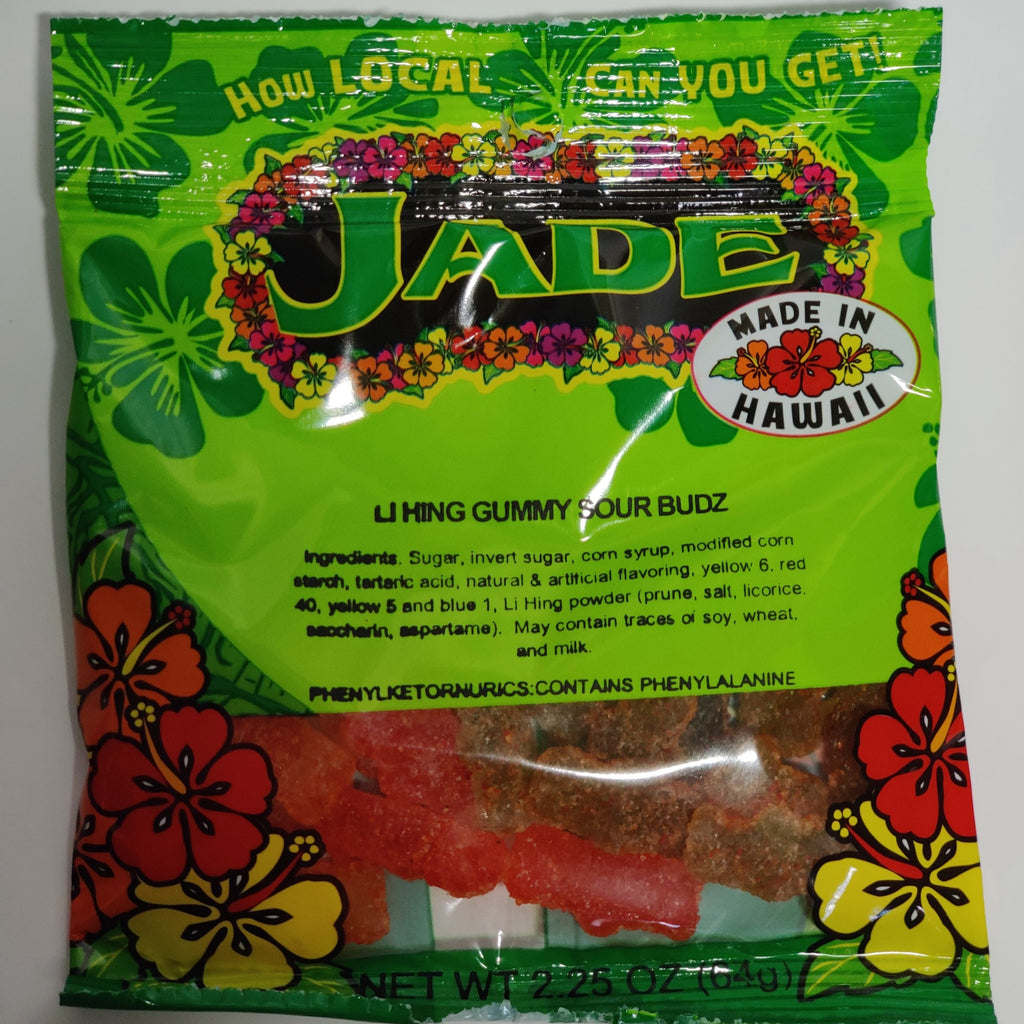 HOW LOCAL CAN YOU GET!
JADE
MADE IN
HAWAII
LI HING GUMMY SOUR BUDZ
Ingredients. Sugar, invert sugar, corn syrup, modified corn
starch, tartaric acid, natural & artificial flavoring, yellow 6, red
40, yellow 5 and blue 1, Li Hing powder (prune, salt, licorice.
saccharin, aspartame). May contain traces of soy, wheat,
and milk.
PHENYLKETORNURICS:CONTAINS PHENYLALANINE
NET WT 2.25 OZ (64g)